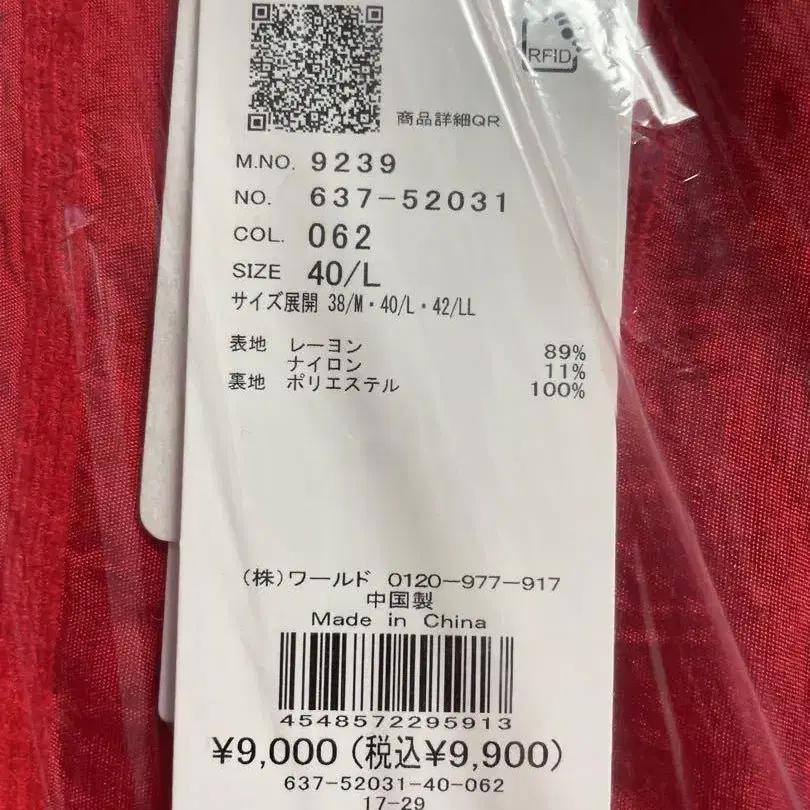 RFID
商品詳細QR
M.NO. 9239
NO. 637-52031
COL. 062
SIZE 40/L
サイズ展開 38/M・40/L・42/LL
表地 レーヨン 89%
ナイロン 11%
裏地 ポリエステル 100%
(株)ワールド 0120-977-917
中国製
Made in China
4548572295913
¥9,000(税込¥9,900)
637-52031-40-062
17-29